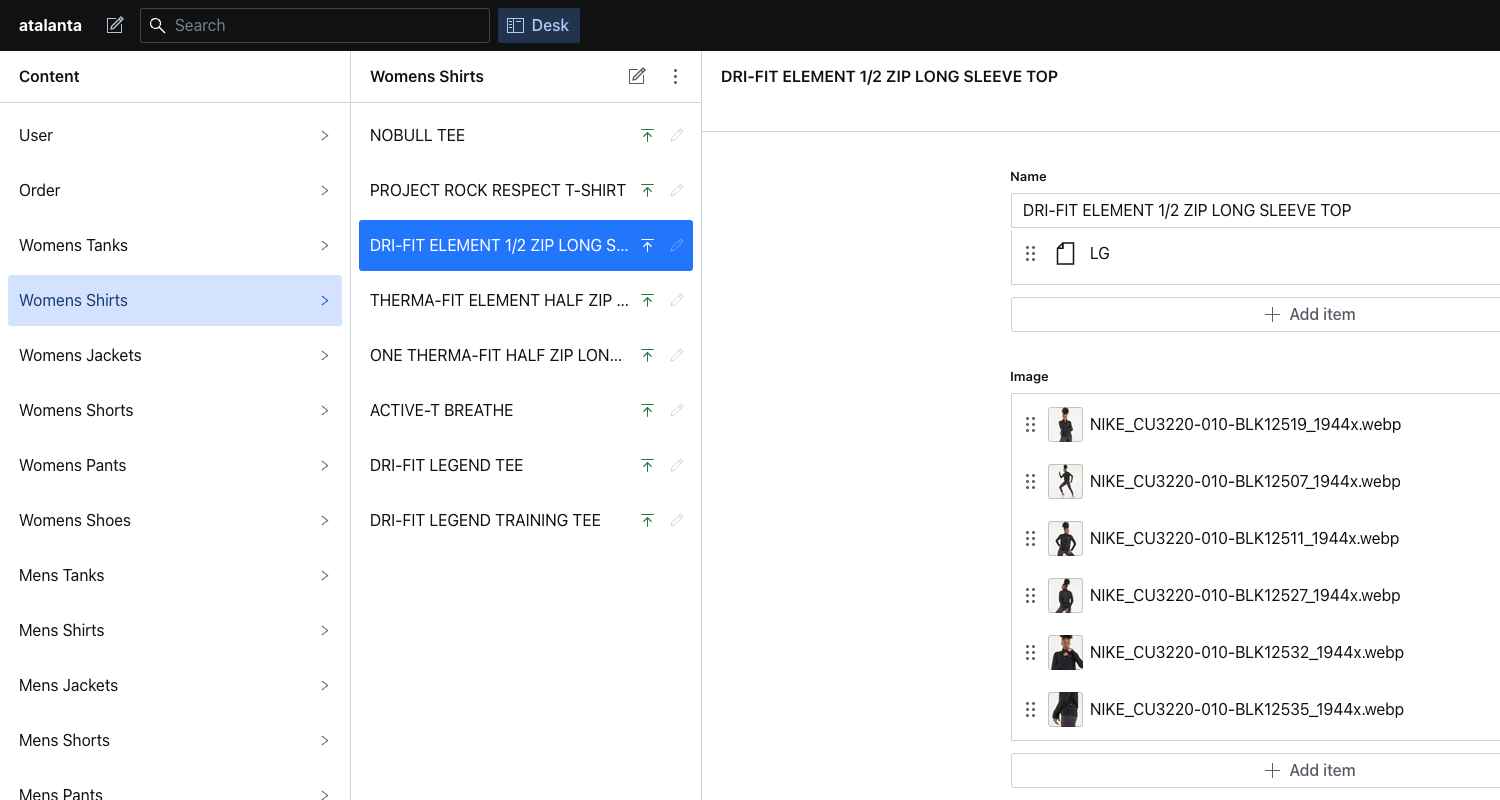 atalanta
Search
Desk
Content
User
Order
Womens Tanks
Womens Shirts
Womens Jackets
Womens Shorts
Womens Pants
Womens Shoes
Mens Tanks
Mens Shirts
Mens Jackets
Mens Shorts
Mens Pants
Womens Shirts
NOBULL TEE
PROJECT ROCK RESPECT T-SHIRT
DRI-FIT ELEMENT 1/2 ZIP LONG S...
THERMA-FIT ELEMENT HALF ZIP ...
ONE THERMA-FIT HALF ZIP LON...
ACTIVE-T BREATHE
DRI-FIT LEGEND TEE
DRI-FIT LEGEND TRAINING TEE
DRI-FIT ELEMENT 1/2 ZIP LONG SLEEVE TOP
Name
DRI-FIT ELEMENT 1/2 ZIP LONG SLEEVE TOP
LG
Add item
Image
NIKE_CU3220-010-BLK12519_1944x.webp
NIKE_CU3220-010-BLK12507_1944x.webp
NIKE_CU3220-010-BLK12511_1944x.webp
NIKE_CU3220-010-BLK12527_1944x.webp
NIKE_CU3220-010-BLK12532_1944x.webp
NIKE_CU3220-010-BLK12535_1944x.webp
Add item